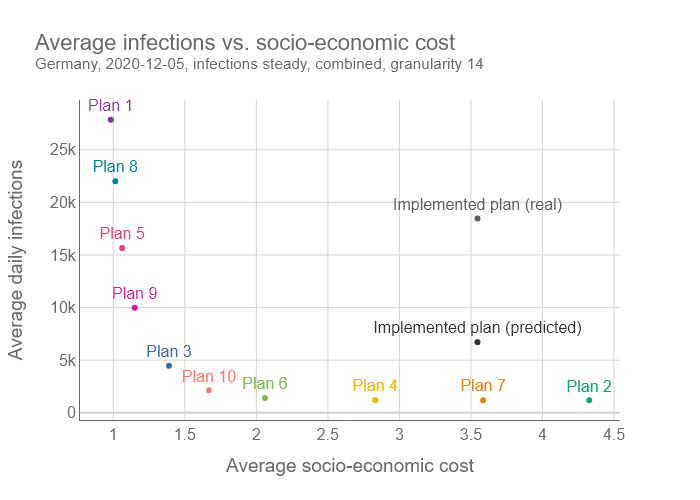 Average infections vs. socio-economic cost
Germany, 2020-12-05, infections steady, combined, granularity 14
Plan 1
25k
Plan 8
20k
Implemented plan (real)
Plan 5
15k
Plan 9
10k
Implemented plan (predicted)
Plan 3
5k
Plan 10
Plan 6
Plan 4
Plan 7
Plan 2
0
1
1.5
2
2.5
3
3.5
4
4.5
Average daily infections
Average socio-economic cost